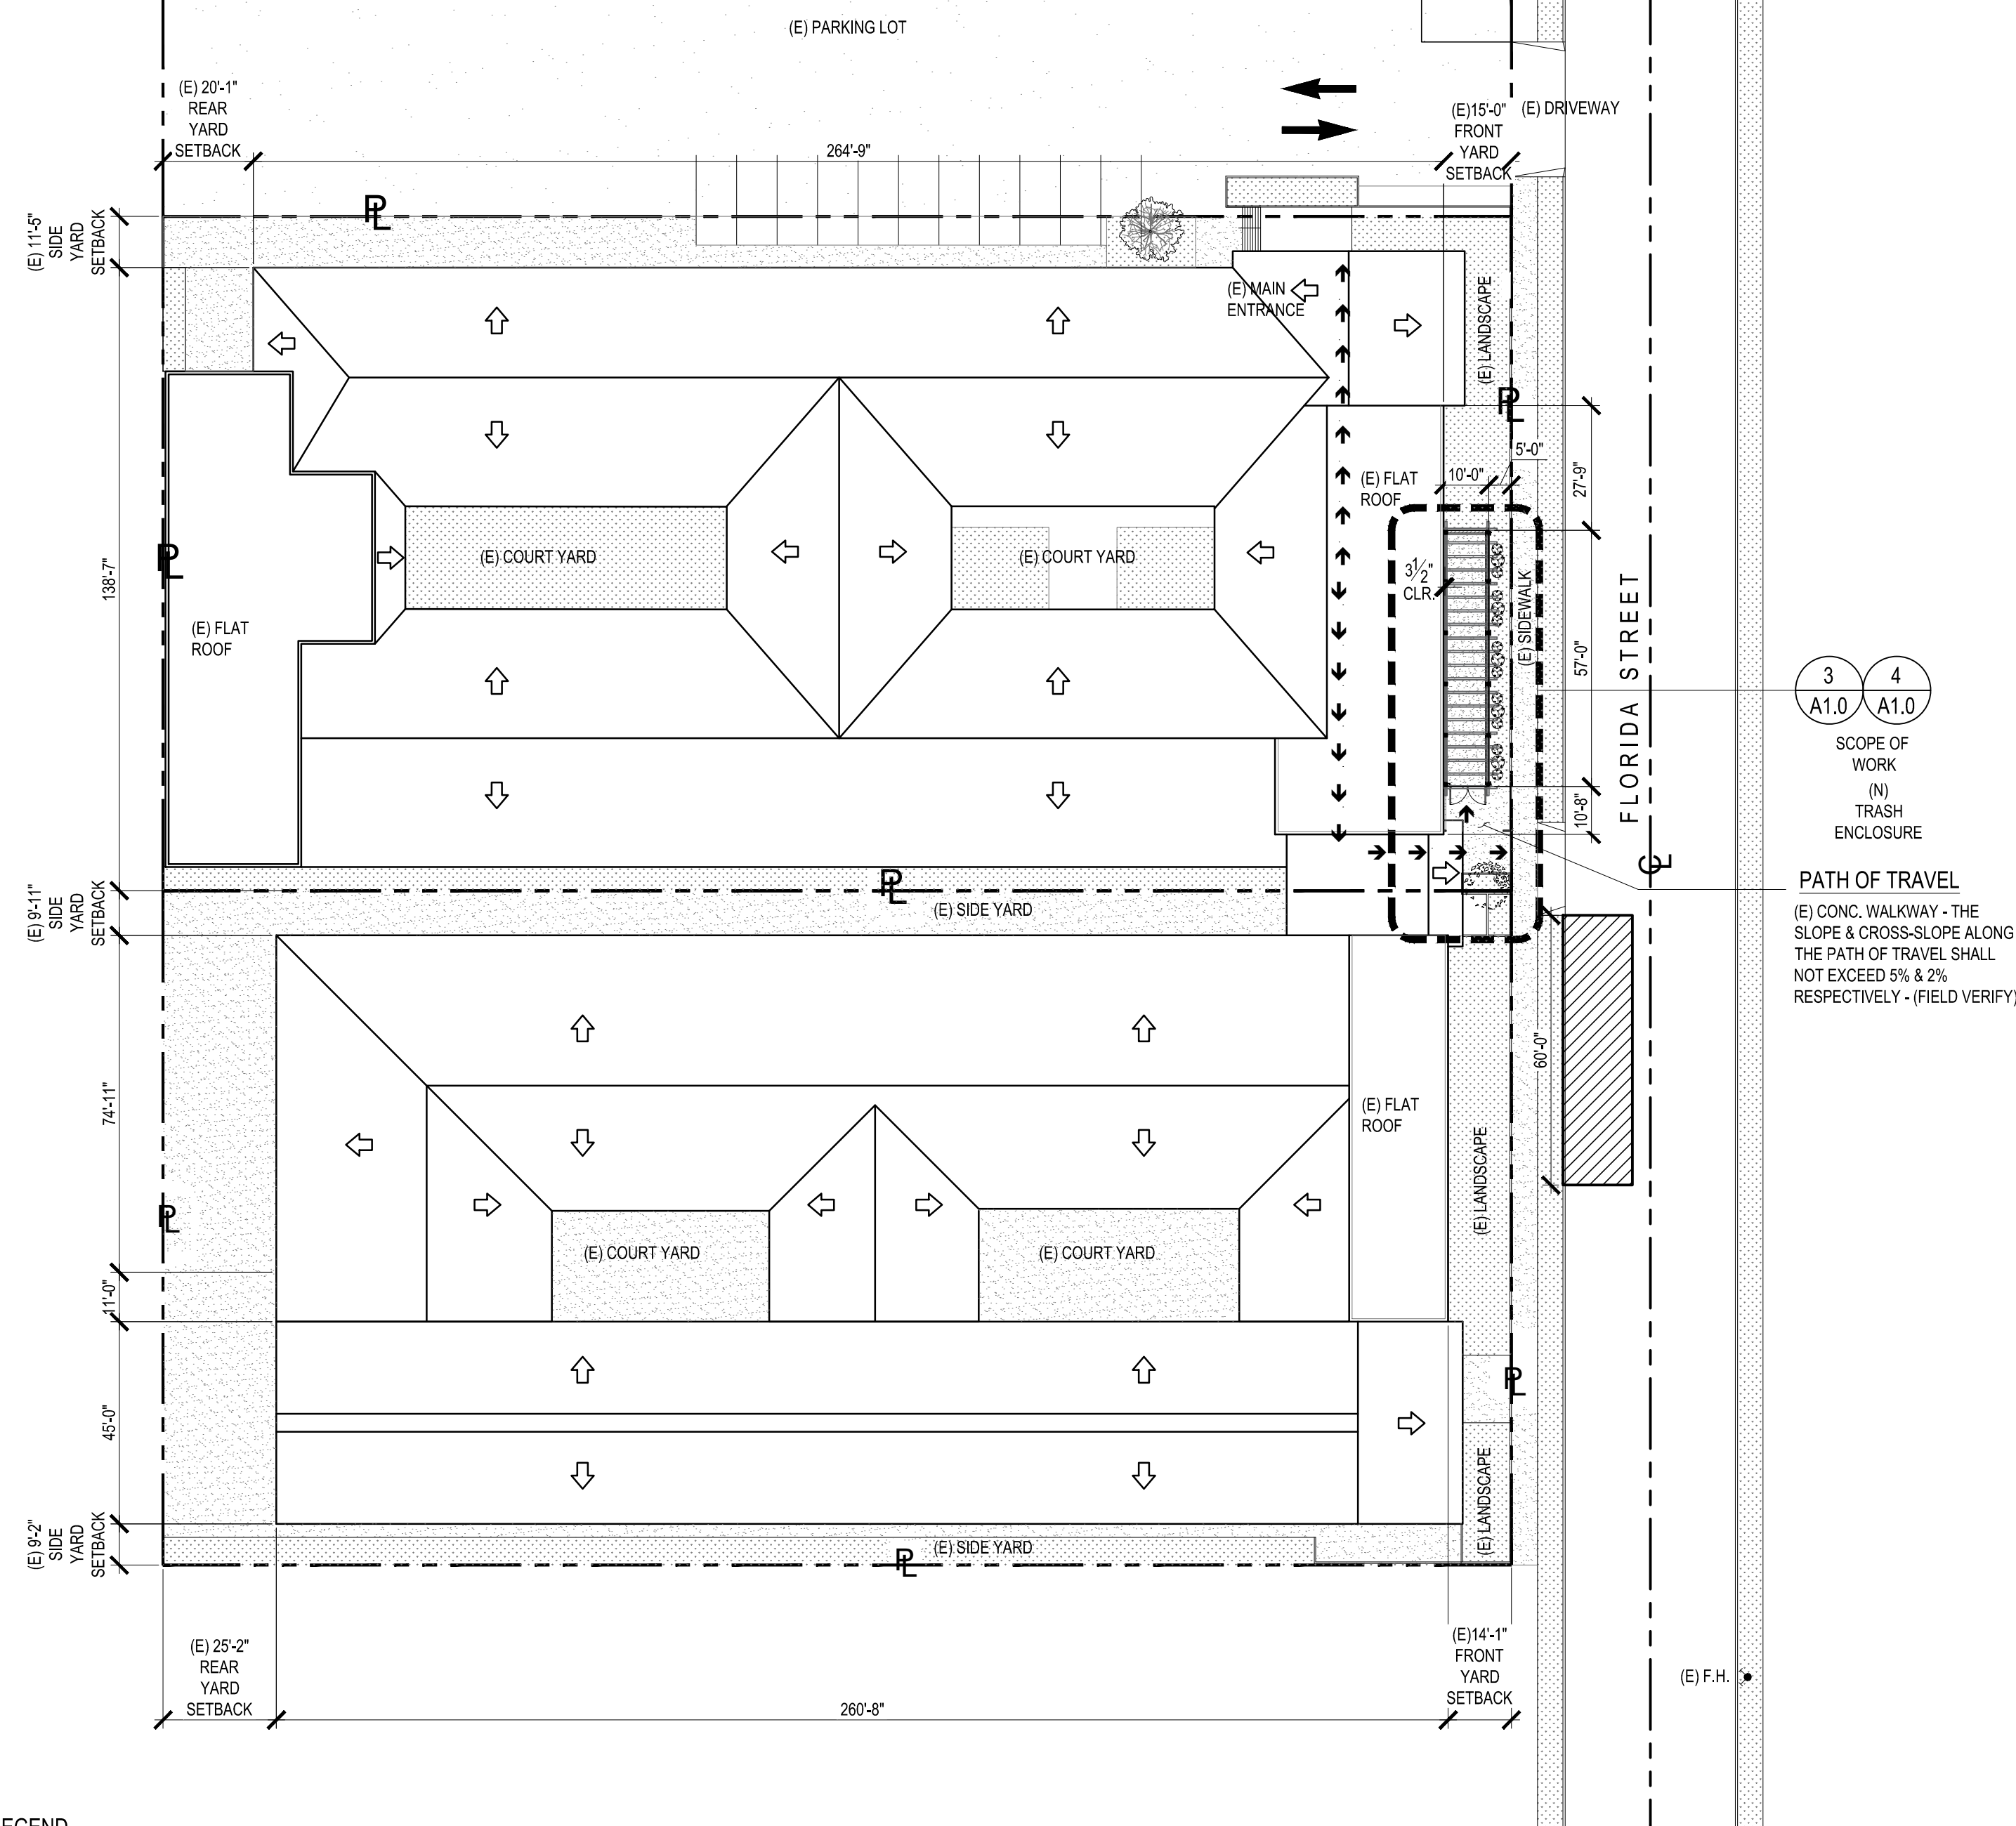 (E) PARKING LOT
(E) 20'-1"
REAR
YARD
SETBACK
264'-9"
(E)15'-0"
FRONT
YARD
SETBACK
(E) DRIVEWAY
PL
(E) 11'-5"
SIDE
YARD
SETBACK
(E) MAIN
ENTRANCE
(E) LANDSCAPE
PL
5'-0"
10'-0"
27'-9"
(E) FLAT
ROOF
(E) COURT YARD
(E) COURT YARD
PL
138'-7"
3½"
CLR.
(E) SIDEWALK
FLORIDA STREET
(E) FLAT
ROOF
57'-0"
3
A1.0
4
A1.0
SCOPE OF
WORK
(N)
TRASH
ENCLOSURE
10'-8"
CL
PATH OF TRAVEL
(E) CONC. WALKWAY - THE
SLOPE & CROSS-SLOPE ALONG
THE PATH OF TRAVEL SHALL
NOT EXCEED 5% & 2%
RESPECTIVELY - (FIELD VERIFY)
(E) 9'-11"
SIDE
YARD
SETBACK
PL
(E) SIDE YARD
60'-0"
74'-11"
(E) FLAT
ROOF
(E) LANDSCAPE
PL
(E) COURT YARD
(E) COURT YARD
11'-0"
45'-0"
PL
(E) LANDSCAPE
(E) 9'-2"
SIDE
YARD
SETBACK
(E) SIDE YARD
PL
(E) 25'-2"
REAR
YARD
SETBACK
260'-8"
(E)14'-1"
FRONT
YARD
SETBACK
(E) F.H.